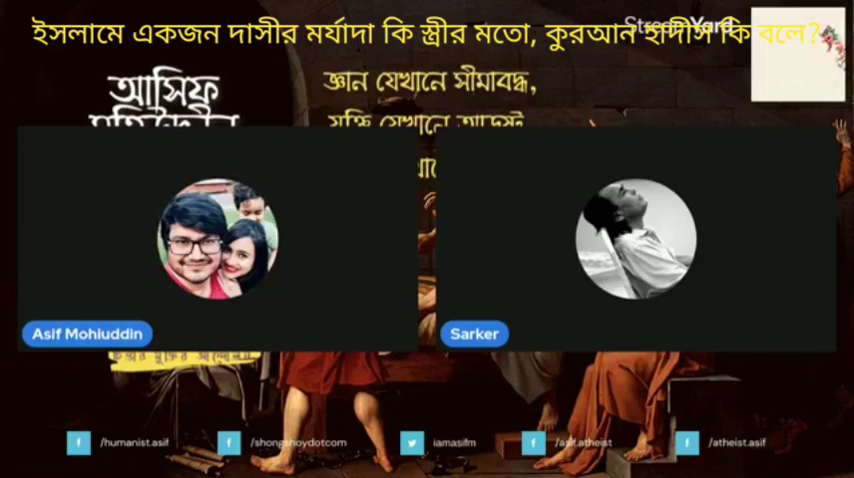 ইসলামে একজন দাসীর মর্যাদা কি স্ত্রীর মতো, কুরআন হাদীস কি বলে?
StreamYard
আসিফ
জ্ঞান যেখানে সীমাবদ্ধ,
যেখানে
Asif Mohiuddin
Sarker
/humanist.asif
/shongshoydotcom
iamasifm
/asif.atheist
/atheist.asif